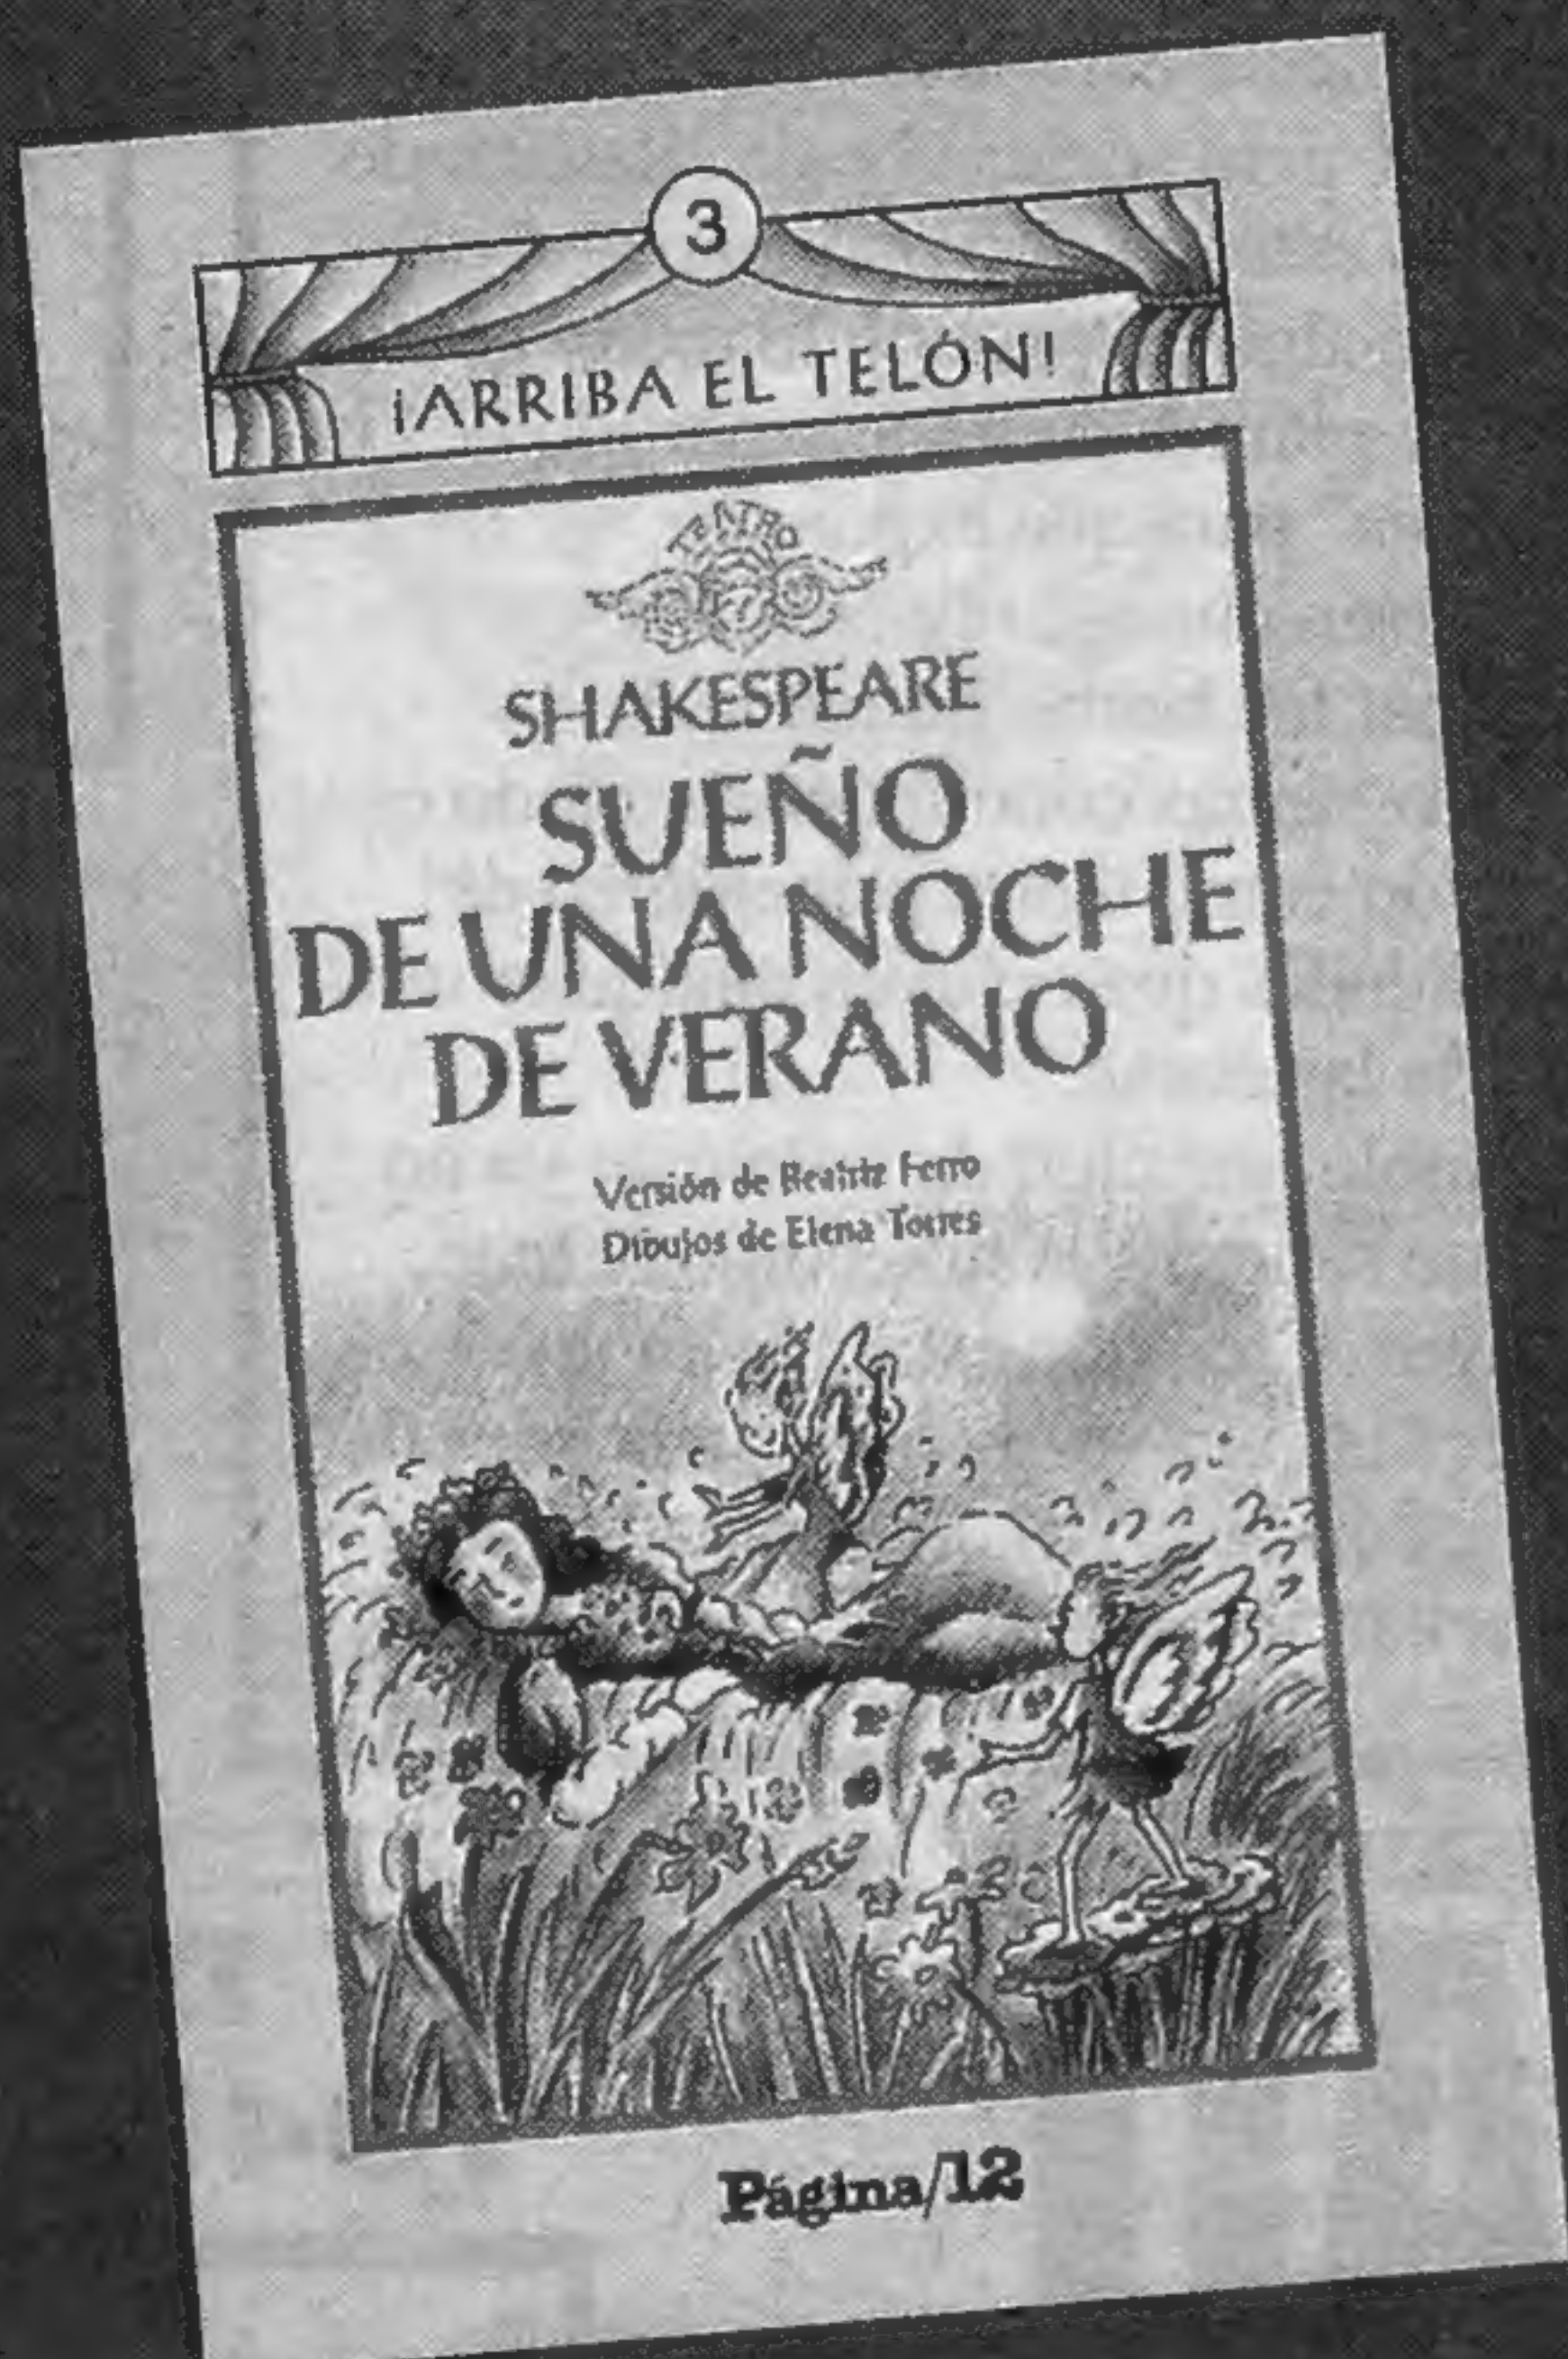 3
¡ARRIBA EL TELÓN!
TEATRO
SHAKESPEARE
SUEÑO
DE UNA NOCHE
DE VERANO
Versión de Beatriz Ferro
Dibujos de Elena Torres
Página/12